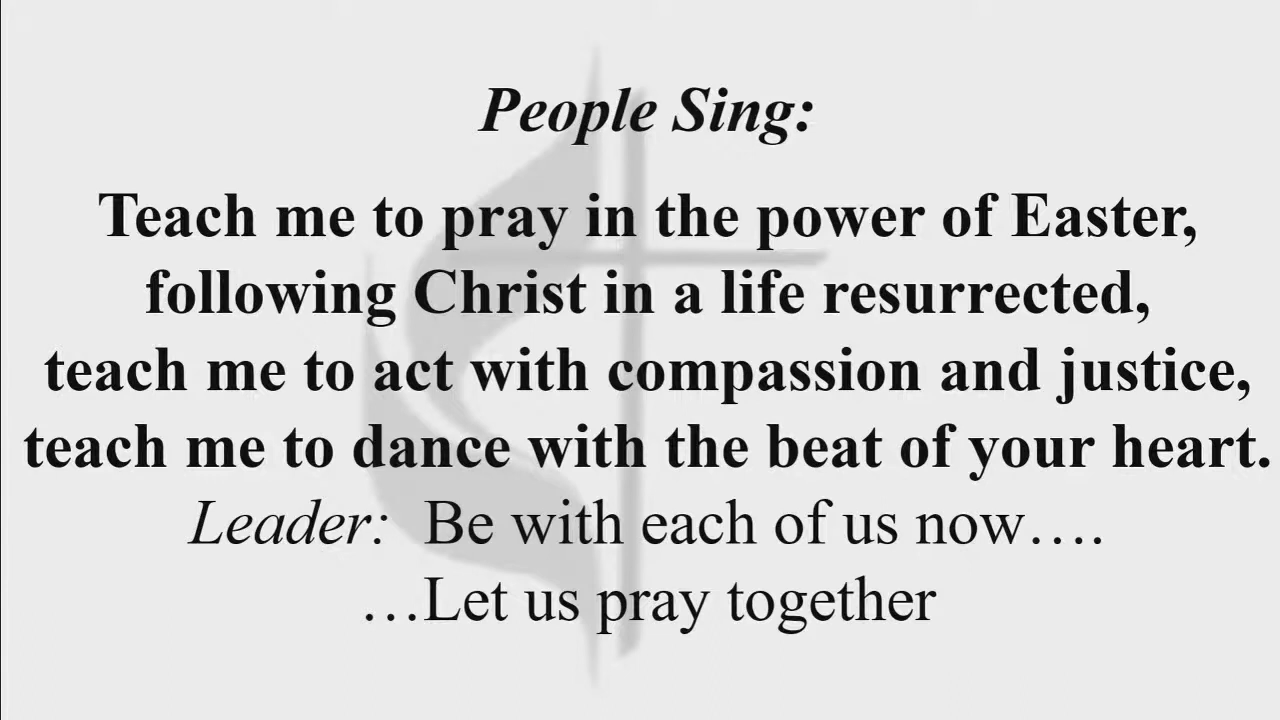 People Sing:
Teach me to pray in the power of Easter,
following Christ in a life resurrected,
teach me to act with compassion and justice,
teach me to dance with the beat of your heart.
Leader: Be with each of us now….
…Let us pray together